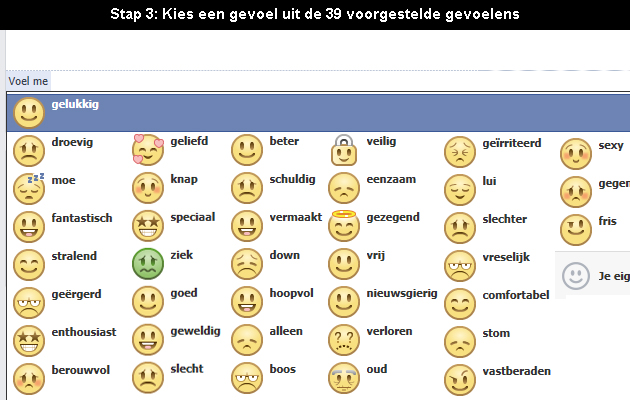 Stap 3: Kies een gevoel uit de 39 voorgestelde gevoelens
Voel me
gelukkig
droevig geliefd beter veilig geïrriteerd sexy
moe knap schuldig eenzaam lui gegen
fantastisch speciaal vermaakt gezegend slechter fris
stralend ziek down vrij vreselijk Je eig
geërgerd goed hoopvol nieuwsgierig comfortabel
enthousiast geweldig alleen verloren stom
berouwvol slecht boos oud vastberaden